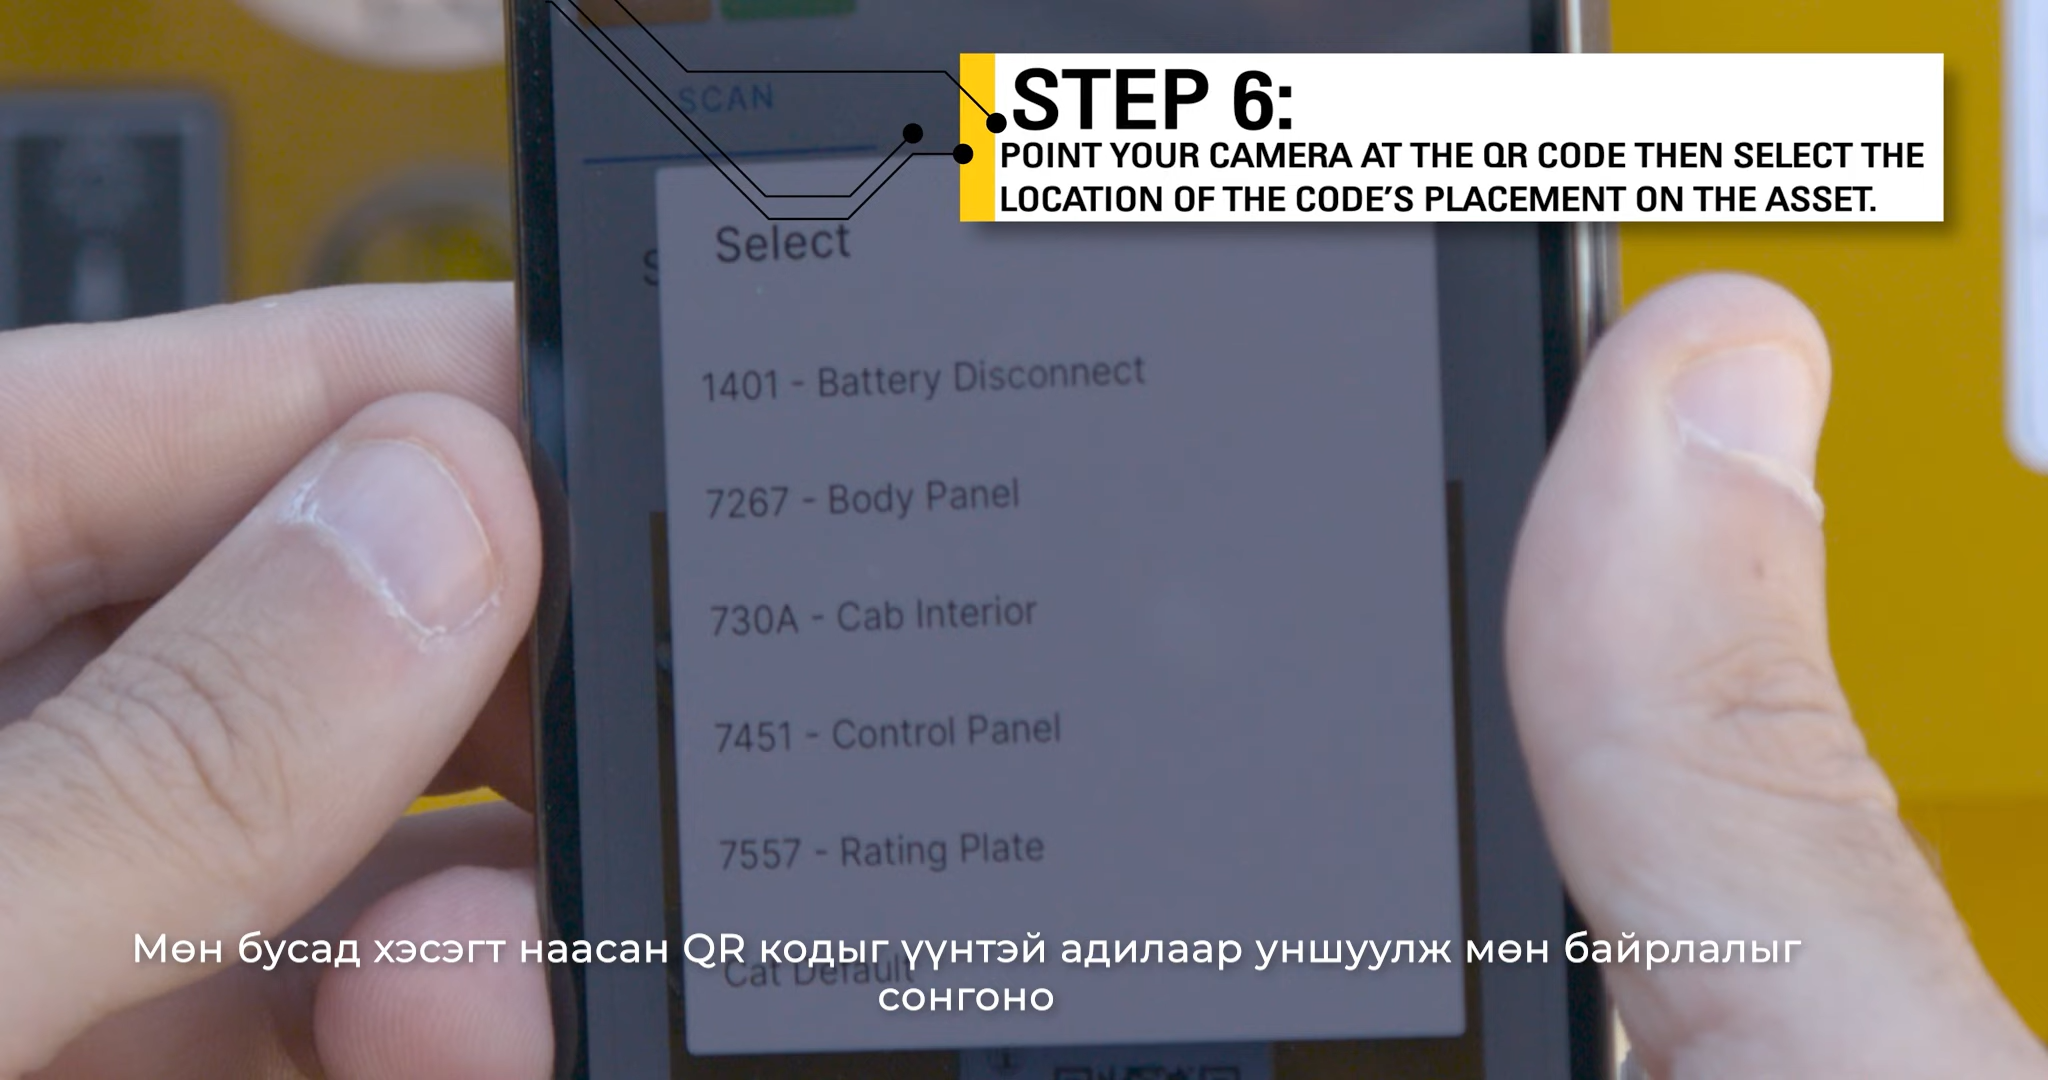 STEP 6:
POINT YOUR CAMERA AT THE QR CODE THEN SELECT THE
LOCATION OF THE CODE'S PLACEMENT ON THE ASSET.
SCAN
Select
1401 - Battery Disconnect
7267 - Body Panel
730A - Cab Interior
7451 - Control Panel
7557 - Rating Plate
Cat Default
Мөн бусад хэсэгт наасан QR кодыг үүнтэй адилаар уншуулж мөн байрлалыг
сонгоно